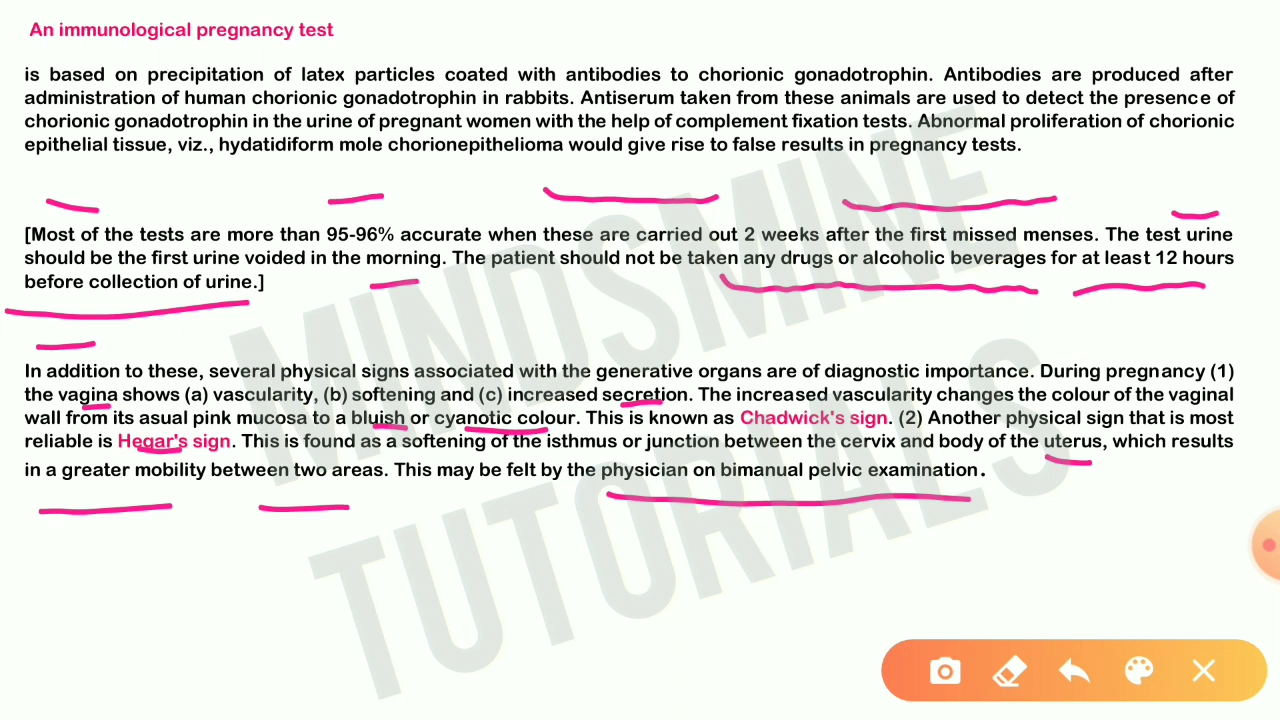 An immunological pregnancy test
is based on precipitation of latex particles coated with antibodies to chorionic gonadotrophin. Antibodies are produced after
administration of human chorionic gonadotrophin in rabbits. Antiserum taken from these animals are used to detect the presence of
chorionic gonadotrophin in the urine of pregnant women with the help of complement fixation tests. Abnormal proliferation of chorionic
epithelial tissue, viz., hydatidiform mole chorionepithelioma would give rise to false results in pregnancy tests.
[Most of the tests are more than 95-96% accurate when these are carried out 2 weeks after the first missed menses. The test urine
should be the first urine voided in the morning. The patient should not be taken any drugs or alcoholic beverages for at least 12 hours
before collection of urine.]
In addition to these, several physical signs associated with the generative organs are of diagnostic importance. During pregnancy (1)
the vagina shows (a) vascularity, (b) softening and (c) increased secretion. The increased vascularity changes the colour of the vaginal
wall from its asual pink mucosa to a bluish or cyanotic colour. This is known as Chadwick's sign. (2) Another physical sign that is most
reliable is Hegar's sign. This is found as a softening of the isthmus or junction between the cervix and body of the uterus, which results
in a greater mobility between two areas. This may be felt by the physician on bimanual pelvic examination.
MINDSMINE
TUTORIALS